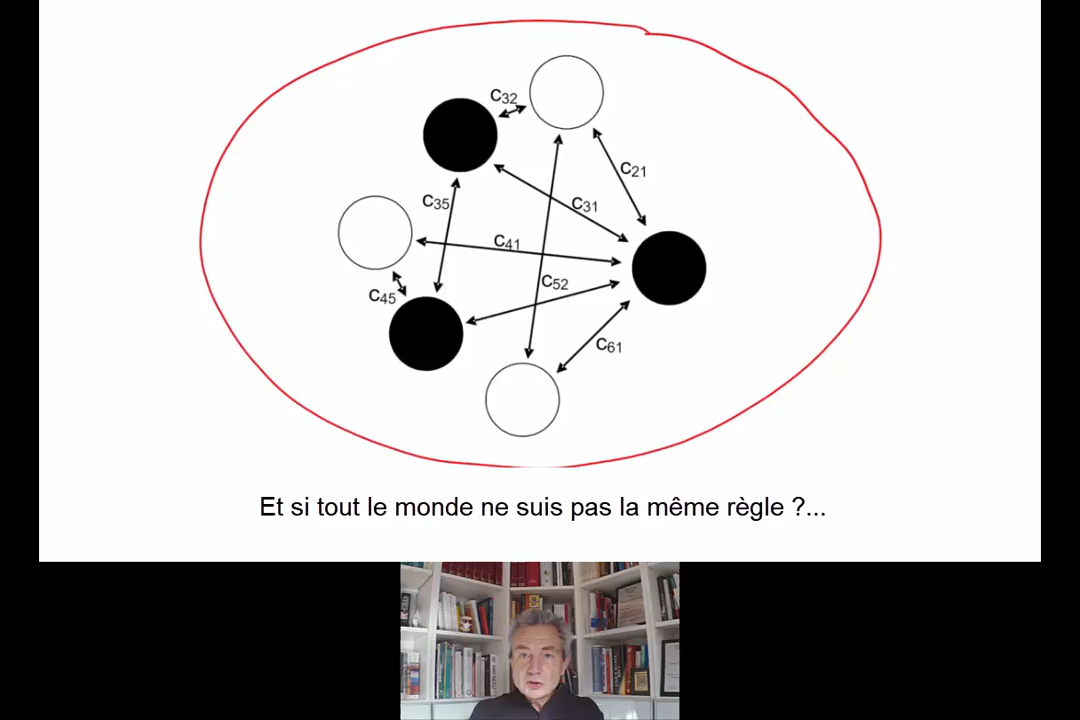 C32
C21
C35
C31
C41
C45
C52
C61
Et si tout le monde ne suis pas la même règle ?...